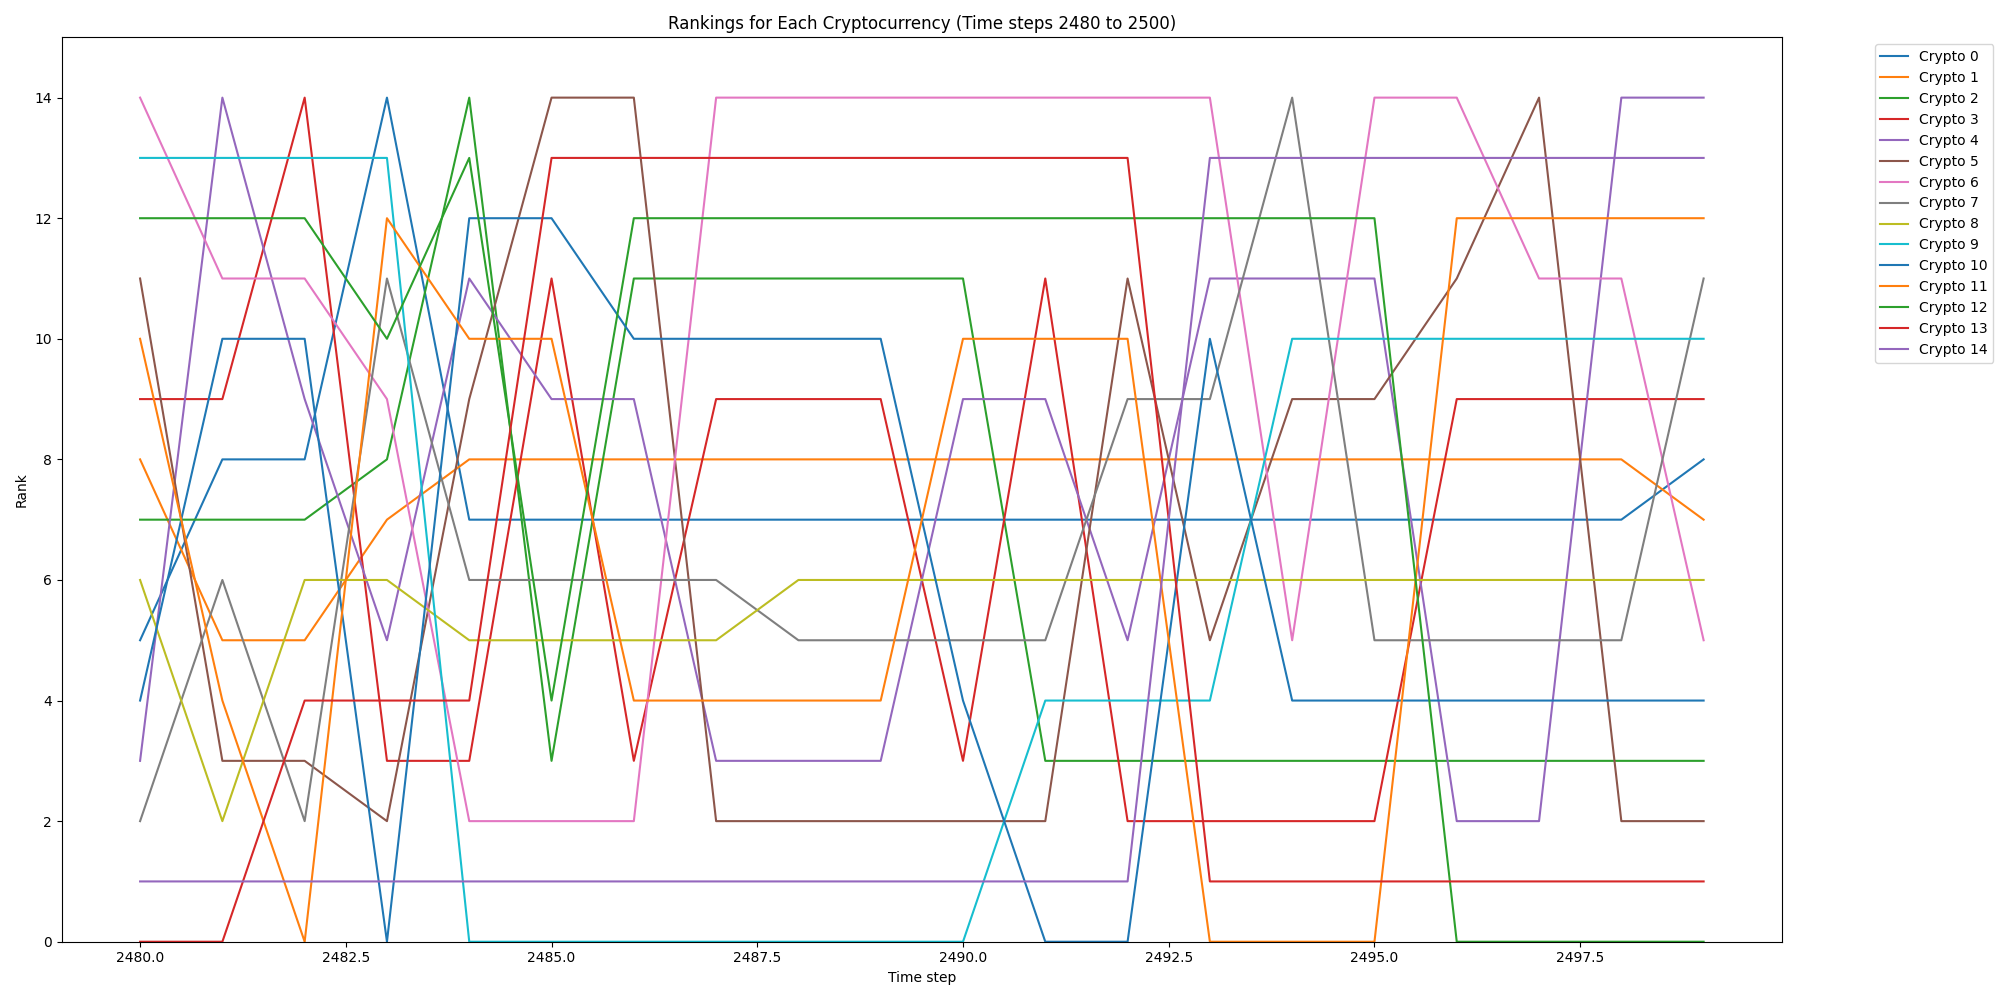 Rankings for Each Cryptocurrency (Time steps 2480 to 2500)
Rank
14
12
10
8
6
4
2
0
2480.0
2482.5
2485.0
2487.5
2490.0
2492.5
2495.0
2497.5
Time step
Crypto 0
Crypto 1
Crypto 2
Crypto 3
Crypto 4
Crypto 5
Crypto 6
Crypto 7
Crypto 8
Crypto 9
Crypto 10
Crypto 11
Crypto 12
Crypto 13
Crypto 14